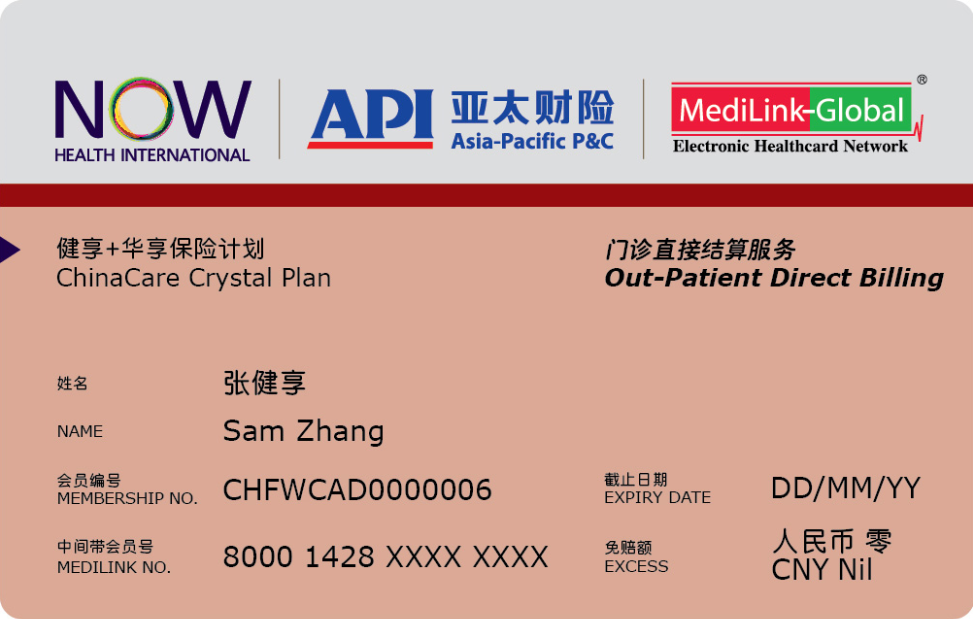 NOW
HEALTH INTERNATIONAL
API 亚太财险
Asia-Pacific P&C
MediLink-Global ®
Electronic Healthcard Network
健享+华享保险计划
ChinaCare Crystal Plan
门诊直接结算服务
Out-Patient Direct Billing
姓名 张健享
NAME Sam Zhang
会员编号
MEMBERSHIP NO. CHFWCAD0000006
截止日期
EXPIRY DATE DD/MM/YY
中间带会员号
MEDILINK NO. 8000 1428 XXXX XXXX
免赔额 人民币 零
EXCESS CNY Nil